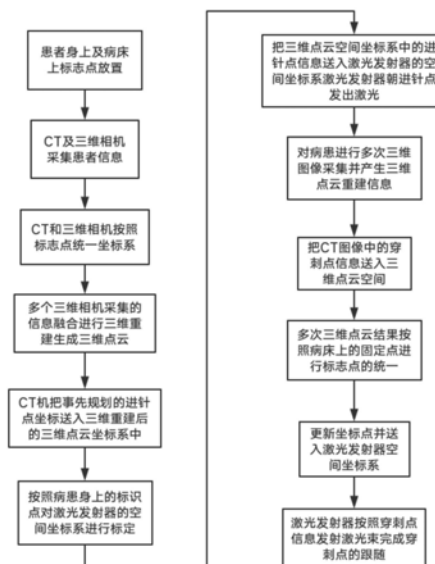 患者身上及病床
上标志点放置
CT及三维相机
采集患者信息
CT和三维相机按照
标志点统一坐标系
多个三维相机采集的
信息融合进行三维重
建生成三维点云
CT机把事先规划的进针
点坐标送入三维重建后
的三维点云坐标系中
按照病患身上的标识
点对激光发射器的空
间坐标系进行标定
把三维点云空间坐标系中的进
针点信息送入激光发射器的空
间坐标系激光发射器朝进针点
发出激光
对病患进行多次三维
图像采集并产生三维
点云重建信息
把CT图像中的穿
刺点信息送入三
维点云空间
多次三维点云结果按
照病床上的固定点进
行标志点的统一
更新坐标点并送
入激光发射器空
间坐标系
激光发射器按照穿刺点
信息发射激光束完成穿
刺点的跟随